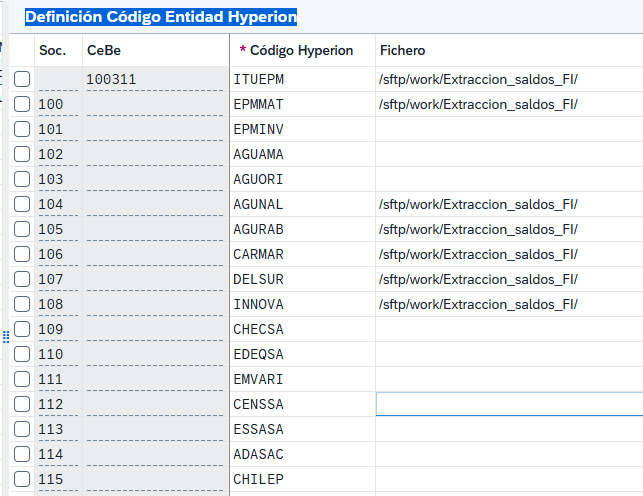 Definición Código Entidad Hyperion
Soc. CeBe * Código Hyperion Fichero
100311 ITUEPM /sftp/work/Extraccion_saldos_FI/
100 EPMMAT /sftp/work/Extraccion_saldos_FI/
101 EPMINV
102 AGUAMA
103 AGUORI
104 AGUNAL /sftp/work/Extraccion_saldos_FI/
105 AGURAB /sftp/work/Extraccion_saldos_FI/
106 CARMAR /sftp/work/Extraccion_saldos_FI/
107 DELSUR /sftp/work/Extraccion_saldos_FI/
108 INNOVA /sftp/work/Extraccion_saldos_FI/
109 CHECSA
110 EDEQSA
111 EMVARI
112 CENSSA
113 ESSASA
114 ADASAC
115 CHILEP